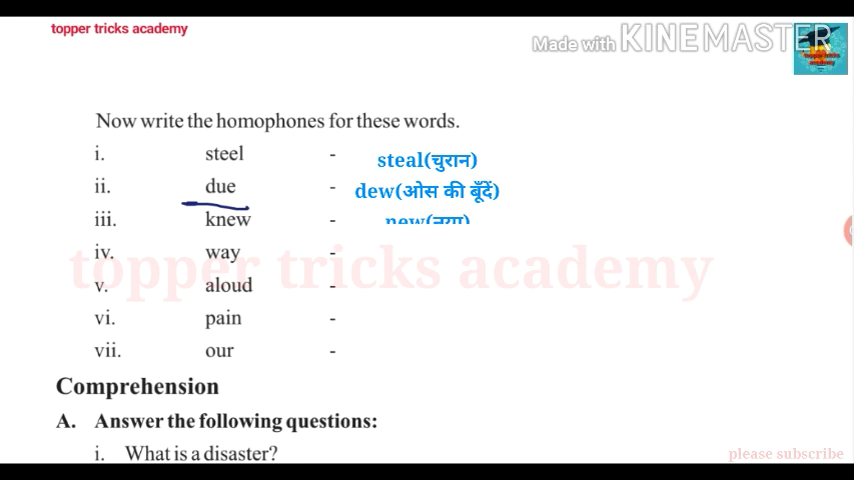 topper tricks academy
Made with KINEMASTER
Now write the homophones for these words.
i. steel - steal(चुरान)
ii. due - dew(ओस की बूँदें)
iii. knew - new(नया)
iv. way -
topper tricks academy
v. aloud -
vi. pain -
vii. our -
Comprehension
A. Answer the following questions:
i. What is a disaster?
please subscribe